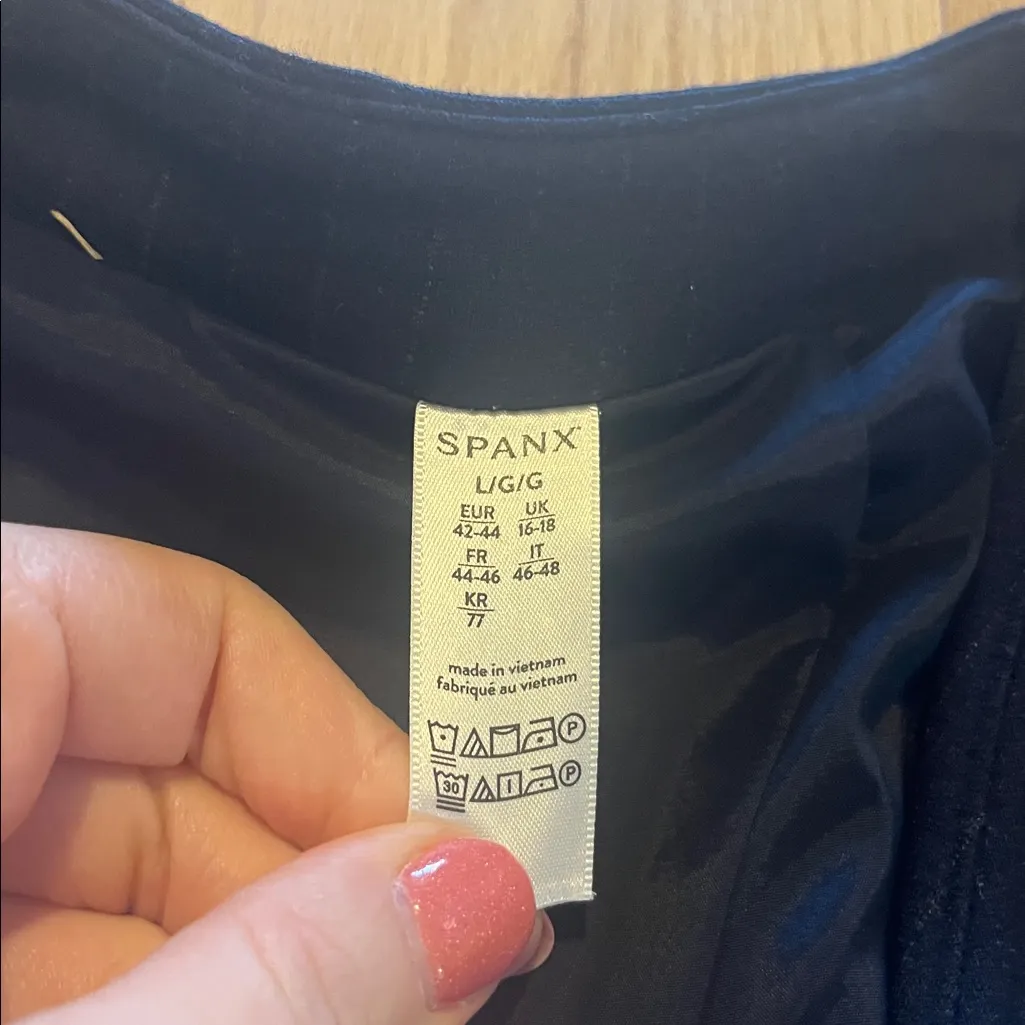 SPANX™
L/G/G
EUR UK
42-44 16-18
FR IT
44-46 46-48
KR
77
made in vietnam
fabriqué au vietnam
P
30 P